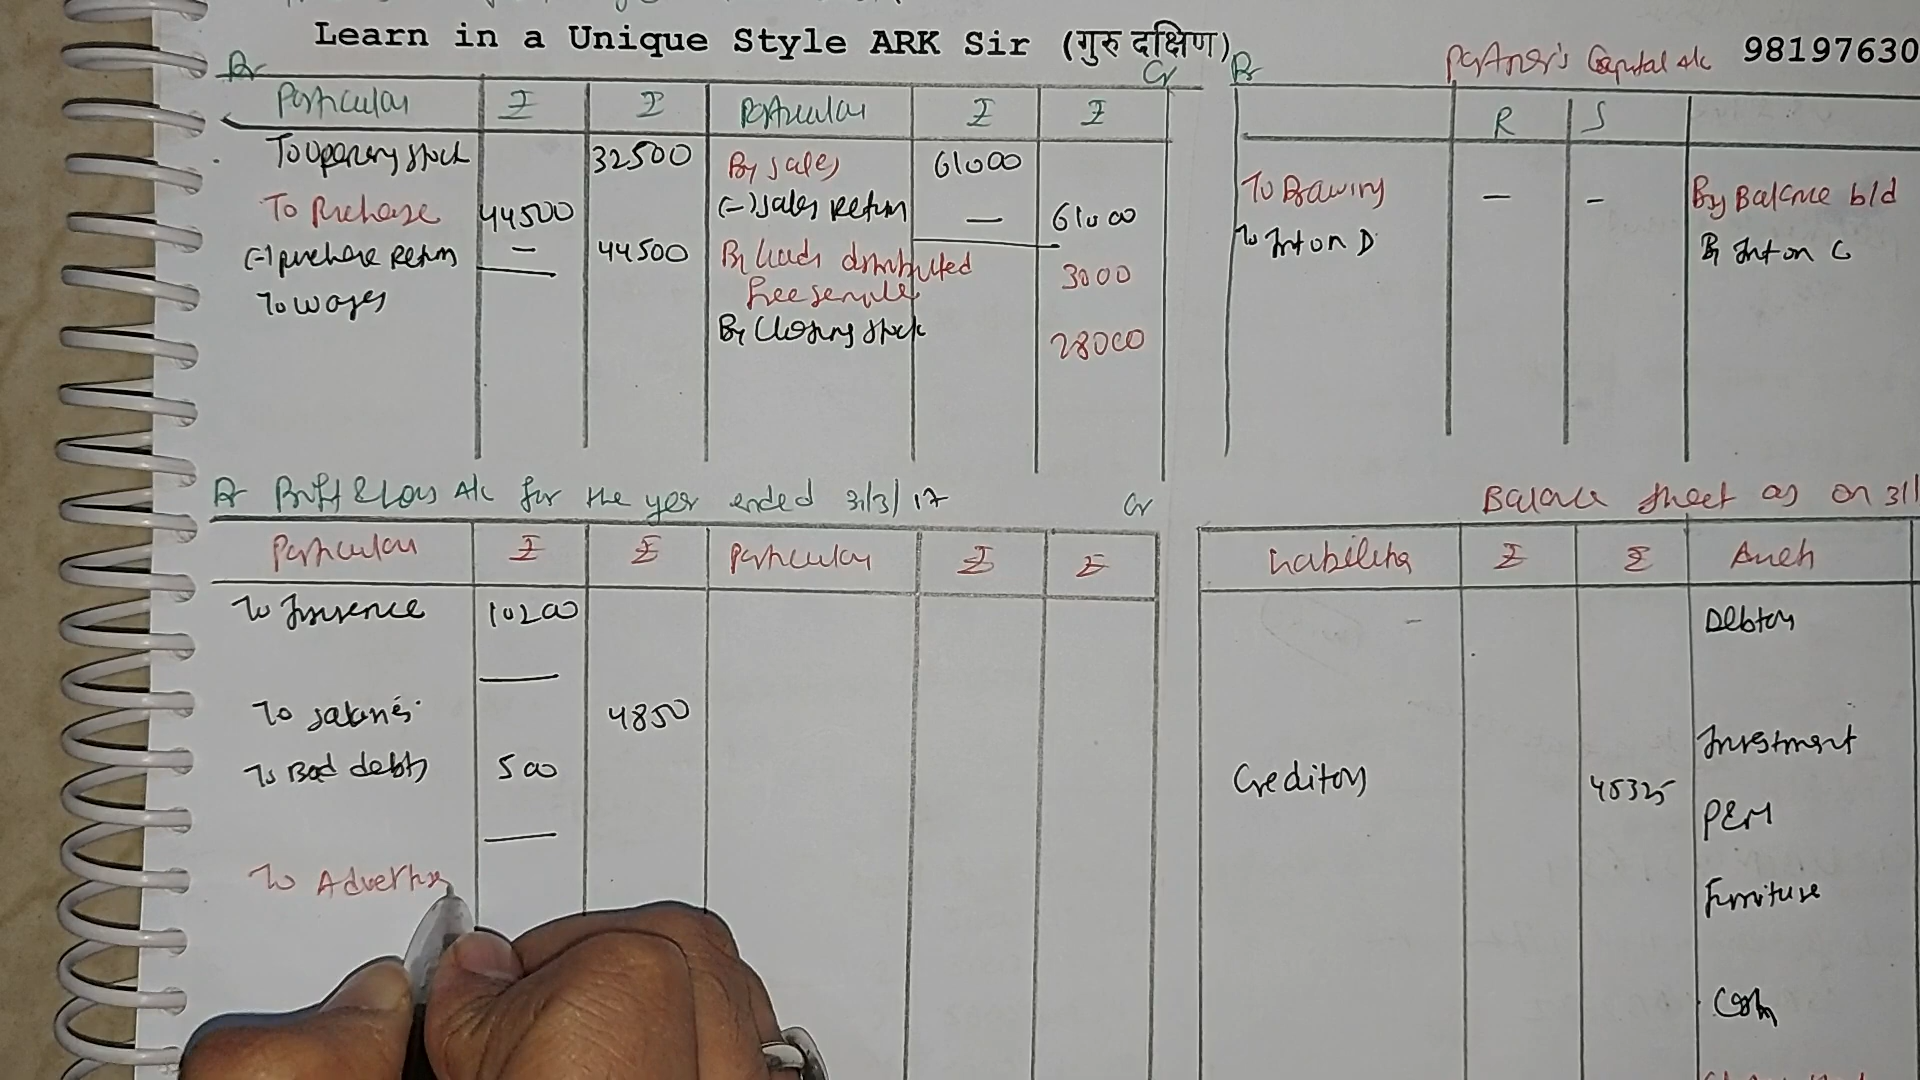 Learn in a Unique Style ARK Sir (गुरु दक्षिण) 98197630
Dr Cr
Particular ₹ ₹ Particular ₹ ₹
To Opening stock 32500 By sales 61000
To Purchase 44500 (-) sales Return — 61000
(-) purchase Return — 44500 By Goods distributed 3000
To wages free sample
By Closing stock 28000
Dr Partner's Capital A/c
R S
To Drawing — — By Balance b/d
To Int on D By Int on C
Dr Profit & Loss A/c for the year ended 31/3/17 Cr
Particular ₹ ₹ Particular ₹ ₹
To Insurence 10200
To salaries 4850
To Bad debts 500
To Advertis
Balance sheet as on 31/
Liabilities ₹ ₹ Assets
Debtors
Investment
Creditors 45325
P&M
Furniture
Cash